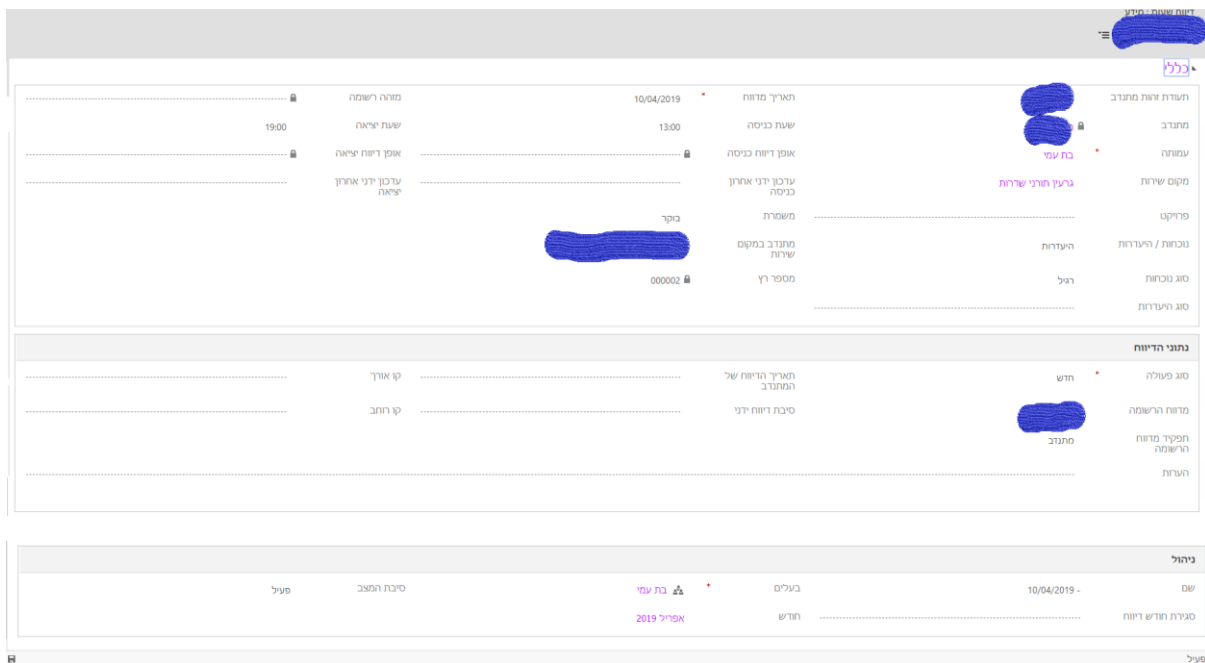 דיווח שעות : מידע
כללי
תעודת זהות מתנדב
תאריך מדווח * 10/04/2019
מזהה רשומה
מתנדב
שעת כניסה 13:00
שעת יציאה 19:00
עמותה * בת עמי
אופן דיווח כניסה
אופן דיווח יציאה
מקום שירות גרעין תורני שדרות
עדכון ידני אחרון
כניסה
עדכון ידני אחרון
יציאה
פרויקט
משמרת בוקר
נוכחות / היעדרות היעדרות
מתנדב במקום
שירות
סוג נוכחות רגיל
מספר רץ 000002
סוג היעדרות
נתוני הדיווח
סוג פעולה * חדש
תאריך הדיווח של
המתנדב
קו אורך
מדווח הרשומה
סיבת דיווח ידני
קו רוחב
תפקיד מדווח
הרשומה
מתנדב
הערות
ניהול
שם - 10/04/2019
בעלים * בת עמי
סיבת המצב פעיל
סגירת חודש דיווח
חודש אפריל 2019
פעיל